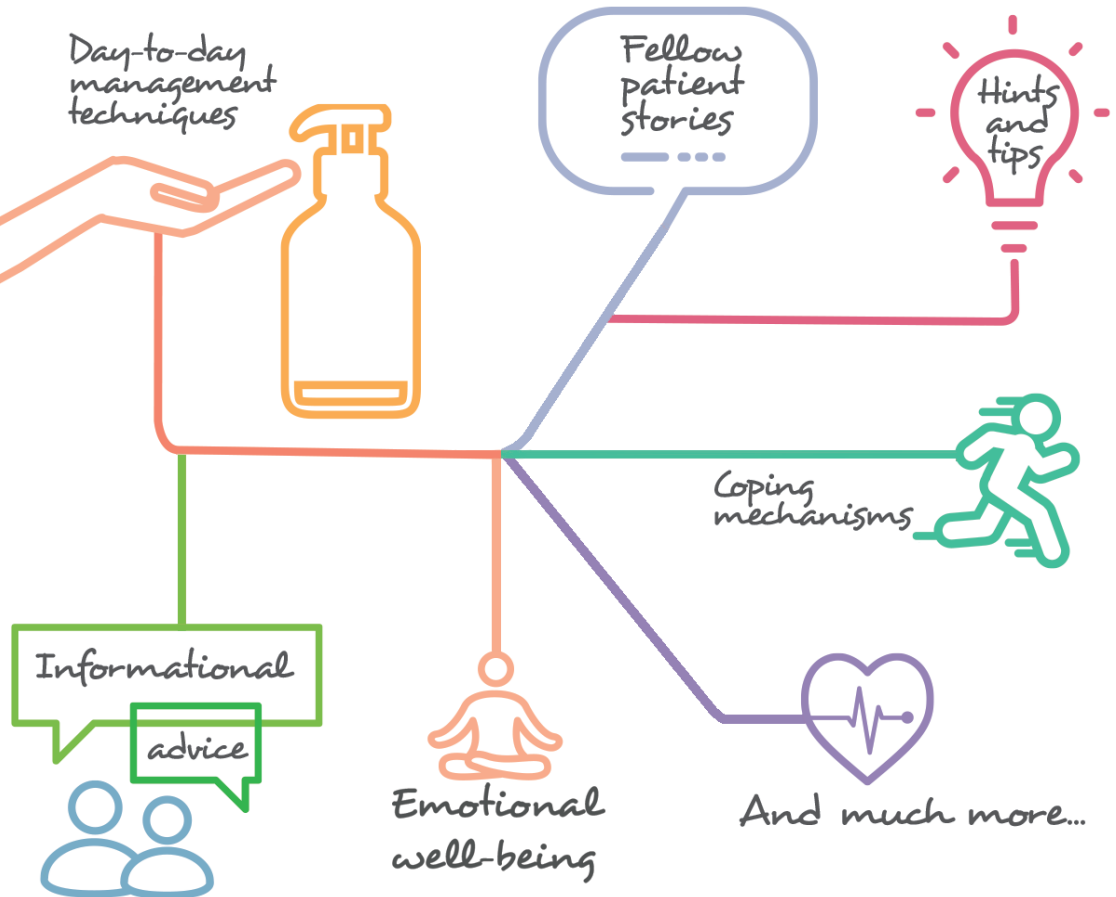 Day-to-day
management
techniques
Fellow
patient
stories
Hints
and
tips
Coping
mechanisms
Informational
advice
Emotional
well-being
And much more...